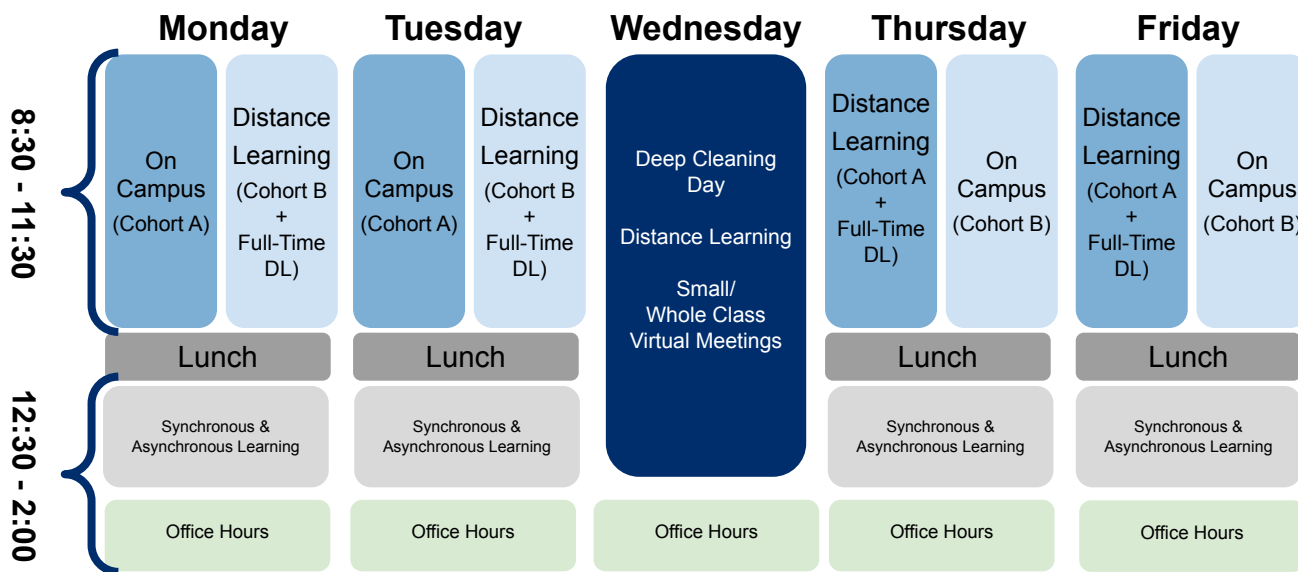 Monday
Tuesday
Wednesday
Thursday
Friday
8:30 - 11:30
On
Campus
(Cohort A)
Distance
Learning
(Cohort B
+
Full-Time
DL)
On
Campus
(Cohort A)
Distance
Learning
(Cohort B
+
Full-Time
DL)
Deep Cleaning
Day
Distance Learning
Small/
Whole Class
Virtual Meetings
Distance
Learning
(Cohort A
+
Full-Time
DL)
On
Campus
(Cohort B)
Distance
Learning
(Cohort A
+
Full-Time
DL)
On
Campus
(Cohort B)
Lunch
Lunch
Lunch
Lunch
12:30 - 2:00
Synchronous &
Asynchronous Learning
Synchronous &
Asynchronous Learning
Synchronous &
Asynchronous Learning
Synchronous &
Asynchronous Learning
Office Hours
Office Hours
Office Hours
Office Hours
Office Hours